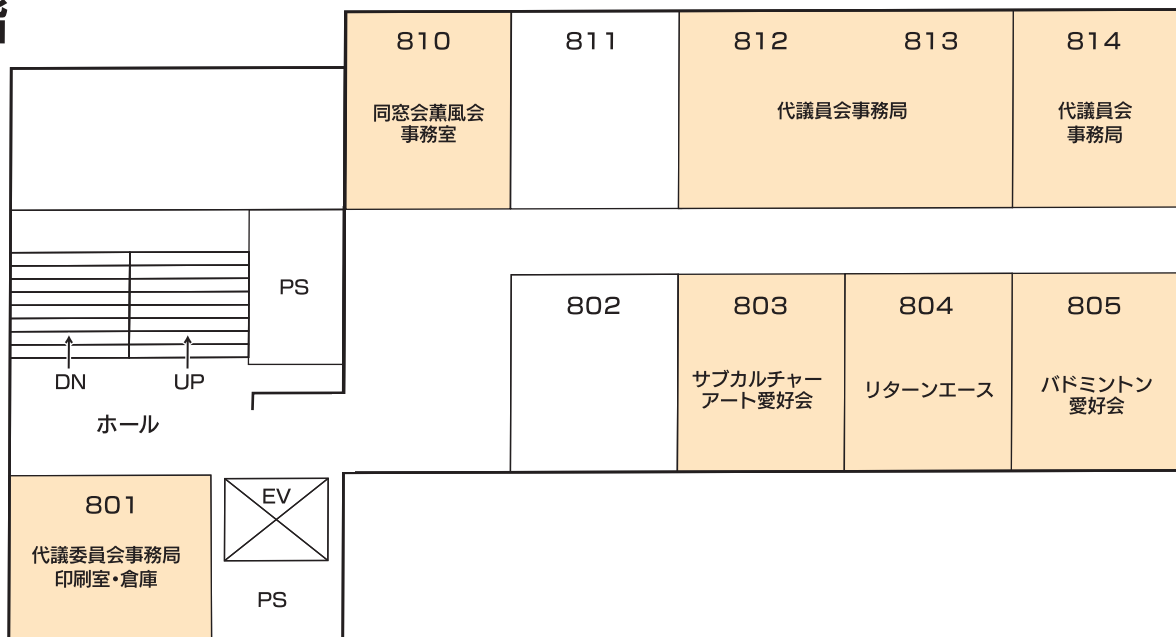 810
811
812
813
814
同窓会薫風会
事務室
代議員会事務局
代議員会
事務局
PS
802
803
804
805
DN
UP
サブカルチャー
アート愛好会
リターンエース
バドミントン
愛好会
ホール
801
EV
代議委員会事務局
印刷室・倉庫
PS